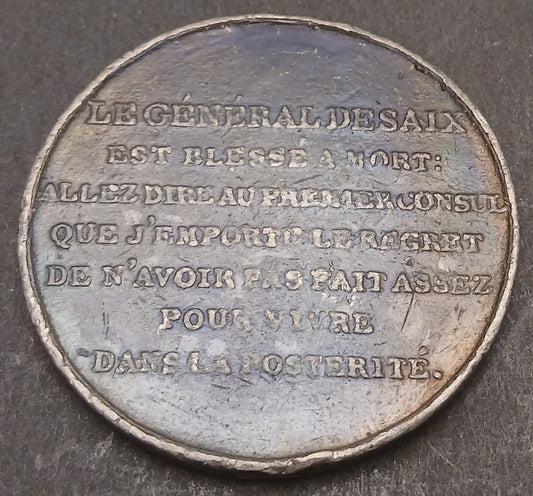 LE GÉNÉRAL DESAIX
EST BLESSÉ A MORT:
ALLEZ DIRE AU PREMIER CONSUL
QUE J'EMPORTE LE REGRET
DE N'AVOIR PAS FAIT ASSEZ
POUR VIVRE
DANS LA POSTERITÉ.